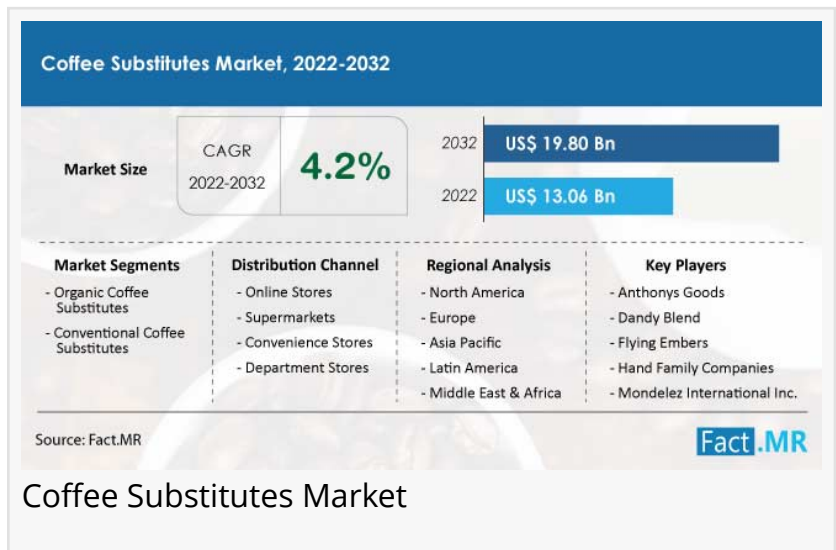 Coffee Substitutes Market, 2022-2032
Market Size
CAGR
2022-2032
4.2%
2032 US$ 19.80 Bn
2022 US$ 13.06 Bn
Market Segments
- Organic Coffee
Substitutes
- Conventional Coffee
Substitutes
Distribution Channel
- Online Stores
- Supermarkets
- Convenience Stores
- Department Stores
Regional Analysis
- North America
- Europe
- Asia Pacific
- Latin America
- Middle East & Africa
Key Players
- Anthonys Goods
- Dandy Blend
- Flying Embers
- Hand Family Companies
- Mondelez International Inc.
Source: Fact.MR
Fact.MR
Coffee Substitutes Market